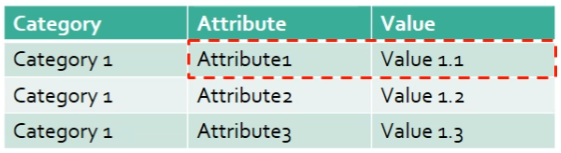 Category Attribute Value
Category 1 Attribute1 Value 1.1
Category 1 Attribute2 Value 1.2
Category 1 Attribute3 Value 1.3